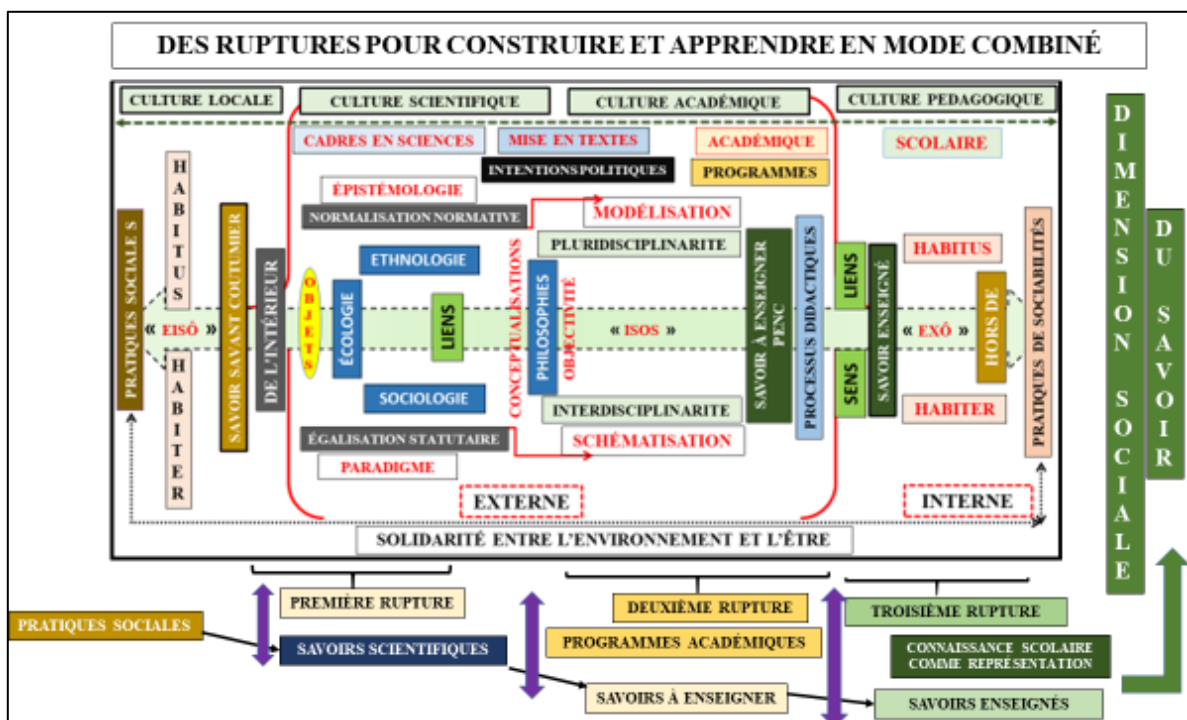 DES RUPTURES POUR CONSTRUIRE ET APPRENDRE EN MODE COMBINÉ
CULTURE LOCALE
CULTURE SCIENTIFIQUE
CULTURE ACADÉMIQUE
CULTURE PEDAGOGIQUE
CADRES EN SCIENCES
MISE EN TEXTES
ACADÉMIQUE
SCOLAIRE
INTENTIONS POLITIQUES
PROGRAMMES
ÉPISTÉMOLOGIE
NORMALISATION NORMATIVE
MODÉLISATION
PLURIDISCIPLINARITE
PRATIQUES SOCIALE S
HABITUS
« EISÔ »
HABITER
SAVOIR SAVANT COUTUMIER
DE L'INTÉRIEUR
OBJETS
ETHNOLOGIE
ÉCOLOGIE
SOCIOLOGIE
LIENS
CONCEPTUALISATIONS
PHILOSOPHIES
OBJECTIVITÉ
« ISOS »
SAVOIR À ENSEIGNER
PENC
PROCESSUS DIDACTIQUES
LIENS
SENS
SAVOIR ENSEIGNÉ
HABITUS
« EXÔ »
HABITER
HORS DE
PRATIQUES DE SOCIABILITÉS
INTERDISCIPLINARITE
ÉGALISATION STATUTAIRE
SCHÉMATISATION
PARADIGME
EXTERNE
INTERNE
SOLIDARITÉ ENTRE L'ENVIRONNEMENT ET L'ÊTRE
DIMENSION SOCIALE
DU SAVOIR
PREMIÈRE RUPTURE
DEUXIÈME RUPTURE
TROISIÈME RUPTURE
PRATIQUES SOCIALES
SAVOIRS SCIENTIFIQUES
PROGRAMMES ACADÉMIQUES
CONNAISSANCE SCOLAIRE
COMME REPRÉSENTATION
SAVOIRS À ENSEIGNER
SAVOIRS ENSEIGNÉS